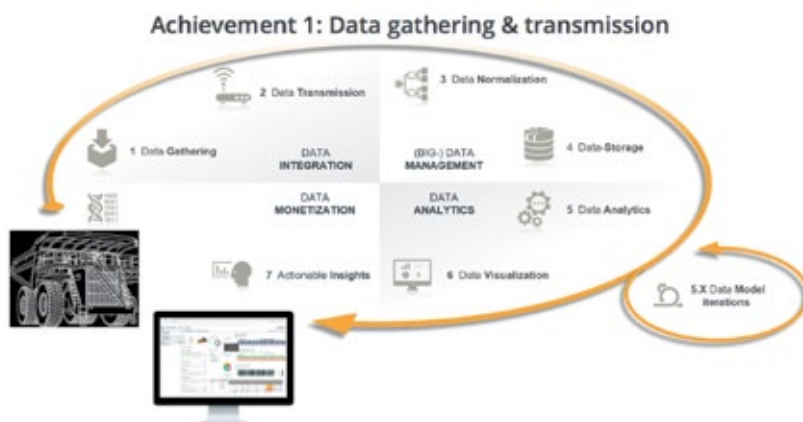 Achievement 1: Data gathering & transmission
2 Data Transmission
3 Data Normalization
1 Data Gathering
DATA
INTEGRATION
(BIG-) DATA
MANAGEMENT
4 Data-Storage
DATA
MONETIZATION
DATA
ANALYTICS
5 Data Analytics
7 Actionable Insights
6 Data Visualization
5.X Data Model
iterations